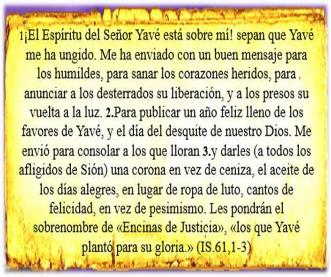 1¡El Espíritu del Señor Yavé está sobre mí! sepan que Yavé
me ha ungido. Me ha enviado con un buen mensaje para
los humildes, para sanar los corazones heridos, para
anunciar a los desterrados su liberación, y a los presos su
vuelta a la luz. 2.Para publicar un año feliz lleno de los
favores de Yavé, y el día del desquite de nuestro Dios. Me
envió para consolar a los que lloran 3.y darles (a todos los
afligidos de Sión) una corona en vez de ceniza, el aceite de
los días alegres, en lugar de ropa de luto, cantos de
felicidad, en vez de pesimismo. Les pondrán el
sobrenombre de «Encinas de Justicia», «los que Yavé
plantó para su gloria.» (IS.61,1-3)